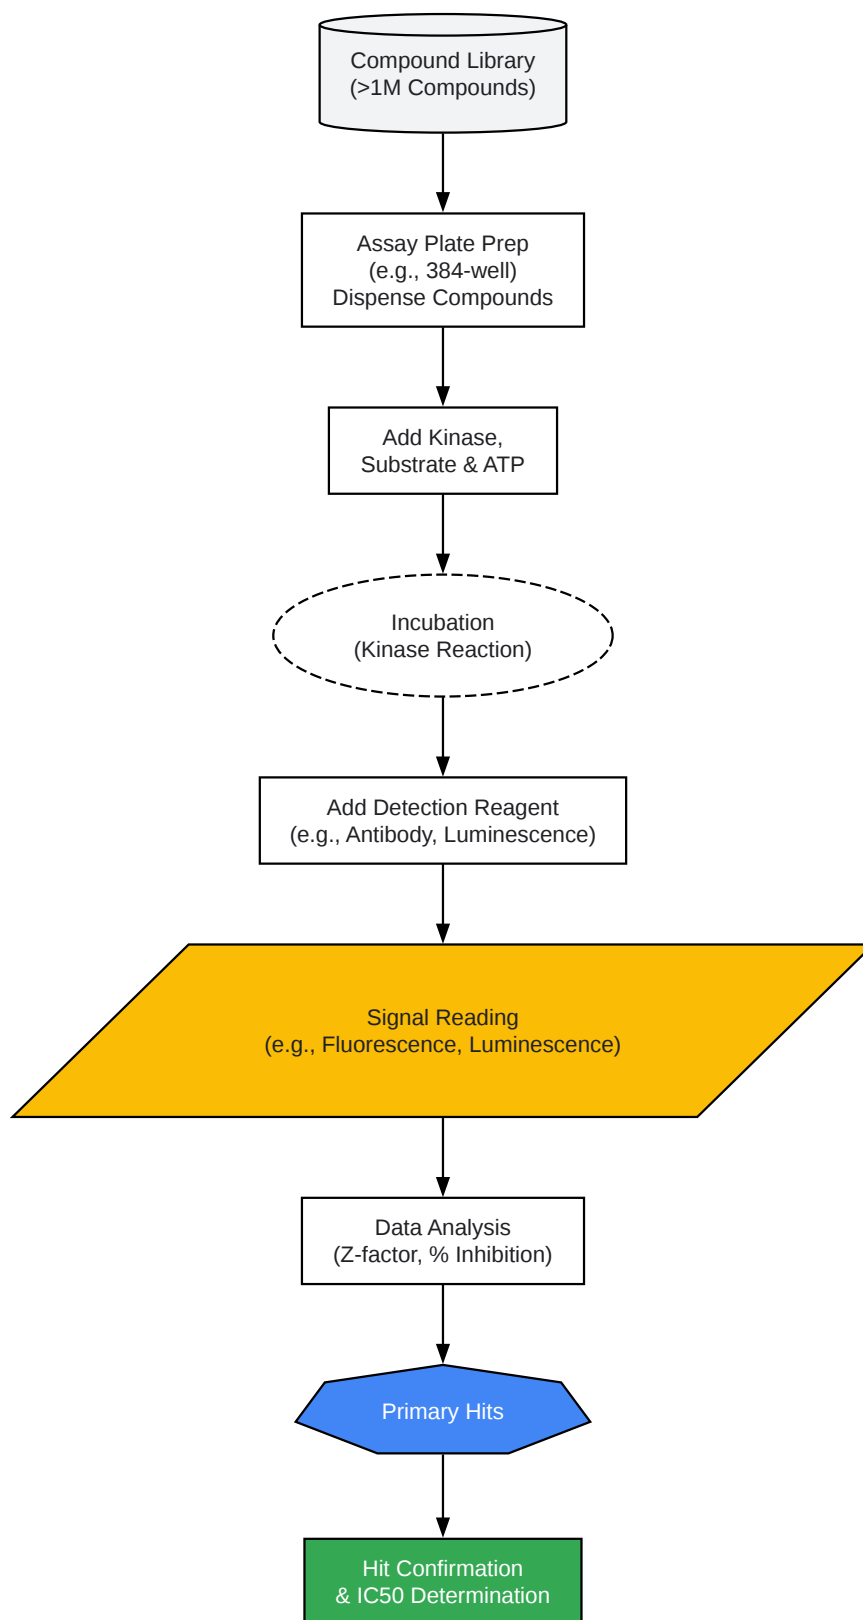 Compound Library
(>1M Compounds)
Assay Plate Prep
(e.g., 384-well)
Dispense Compounds
Add Kinase,
Substrate & ATP
Incubation
(Kinase Reaction)
Add Detection Reagent
(e.g., Antibody, Luminescence)
Signal Reading
(e.g., Fluorescence, Luminescence)
Data Analysis
(Z-factor, % Inhibition)
Primary Hits
Hit Confirmation
& IC50 Determination